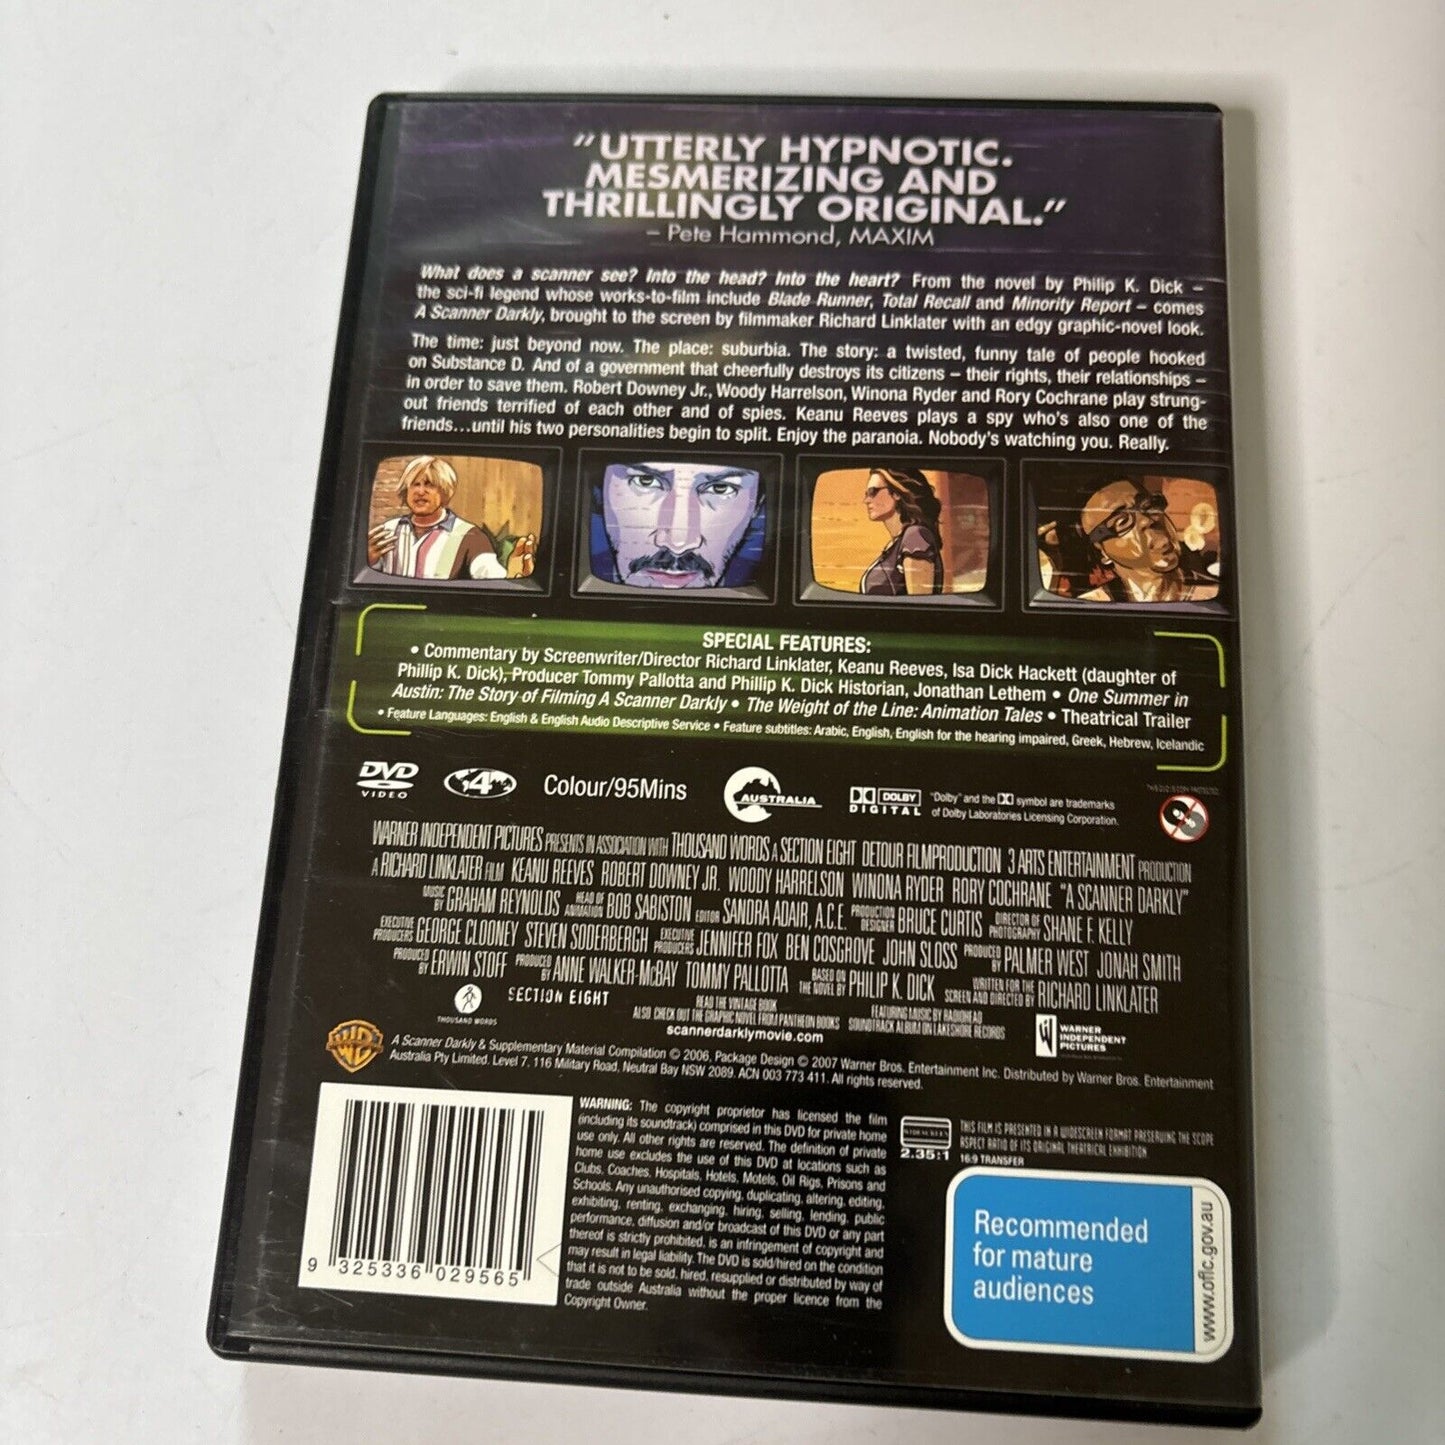 "UTTERLY HYPNOTIC.
MESMERIZING AND
THRILLINGLY ORIGINAL."
– Pete Hammond, MAXIM
What does a scanner see? Into the head? Into the heart? From the novel by Philip K. Dick –
the sci-fi legend whose works-to-film include Blade Runner, Total Recall and Minority Report – comes
A Scanner Darkly, brought to the screen by filmmaker Richard Linklater with an edgy graphic-novel look.
The time: just beyond now. The place: suburbia. The story: a twisted, funny tale of people hooked
on Substance D. And of a government that cheerfully destroys its citizens – their rights, their relationships –
in order to save them. Robert Downey Jr., Woody Harrelson, Winona Ryder and Rory Cochrane play strung-
out friends terrified of each other and of spies. Keanu Reeves plays a spy who's also one of the
friends...until his two personalities begin to split. Enjoy the paranoia. Nobody's watching you. Really.
SPECIAL FEATURES:
• Commentary by Screenwriter/Director Richard Linklater, Keanu Reeves, Isa Dick Hackett (daughter of
Phillip K. Dick), Producer Tommy Pallotta and Phillip K. Dick Historian, Jonathan Lethem • One Summer in
Austin: The Story of Filming A Scanner Darkly • The Weight of the Line: Animation Tales • Theatrical Trailer
• Feature Languages: English & English Audio Descriptive Service • Feature subtitles: Arabic, English, English for the hearing impaired, Greek, Hebrew, Icelandic
DVD VIDEO
4
Colour/95Mins
AUSTRALIA
DOLBY DIGITAL
"Dolby" and the symbol are trademarks
of Dolby Laboratories Licensing Corporation.
THIS DISC IS COPY PROTECTED
WARNER INDEPENDENT PICTURES PRESENTS IN ASSOCIATION WITH THOUSAND WORDS A SECTION EIGHT DETOUR FILMPRODUCTION 3 ARTS ENTERTAINMENT PRODUCTION
A RICHARD LINKLATER FILM KEANU REEVES ROBERT DOWNEY JR. WOODY HARRELSON WINONA RYDER RORY COCHRANE "A SCANNER DARKLY"
MUSIC BY GRAHAM REYNOLDS HEAD OF ANIMATION BOB SABISTON EDITOR SANDRA ADAIR, A.C.E. PRODUCTION DESIGNER BRUCE CURTIS DIRECTOR OF PHOTOGRAPHY SHANE F. KELLY
EXECUTIVE PRODUCERS GEORGE CLOONEY STEVEN SODERBERGH EXECUTIVE PRODUCERS JENNIFER FOX BEN COSGROVE JOHN SLOSS PRODUCED BY PALMER WEST JONAH SMITH
PRODUCED BY ERWIN STOFF PRODUCED BY ANNE WALKER-McBAY TOMMY PALLOTTA BASED ON THE NOVEL BY PHILIP K. DICK WRITTEN FOR THE SCREEN AND DIRECTED BY RICHARD LINKLATER
THOUSAND WORDS
SECTION EIGHT
READ THE VINTAGE BOOK
ALSO CHECK OUT THE GRAPHIC NOVEL FROM PANTHEON BOOKS
scannerdarklymovie.com
FEATURING MUSIC BY RADIOHEAD
SOUNDTRACK ALBUM ON LAKESHORE RECORDS
WARNER
INDEPENDENT
PICTURES
WB
A Scanner Darkly & Supplementary Material Compilation © 2006, Package Design © 2007 Warner Bros. Entertainment Inc. Distributed by Warner Bros. Entertainment
Australia Pty Limited. Level 7. 116 Military Road, Neutral Bay NSW 2089. ACN 003 773 411. All rights reserved.
9 325336 029565
WARNING: The copyright proprietor has licensed the film
(including its soundtrack) comprised in this DVD for private home
use only. All other rights are reserved. The definition of private
home use excludes the use of this DVD at locations such as
Clubs, Coaches, Hospitals, Hotels, Motels, Oil Rigs, Prisons and
Schools. Any unauthorised copying, duplicating, altering, editing,
exhibiting, renting, exchanging, hiring, selling, lending, public
performance, diffusion and/or broadcast of this DVD or any part
thereof is strictly prohibited, is an infringement of copyright and
may result in legal liability. The DVD is sold/hired on the condition
that it is not to be sold, hired, resupplied or distributed by way of
trade outside Australia without the proper licence from the
Copyright Owner.
WIDESCREEN
2.35:1
THIS FILM IS PRESENTED IN A WIDESCREEN FORMAT PRESERVING THE SCOPE
ASPECT RATIO OF ITS ORIGINAL THEATRICAL EXHIBITION
16:9 TRANSFER
Recommended
for mature
audiences
www.oflc.gov.au